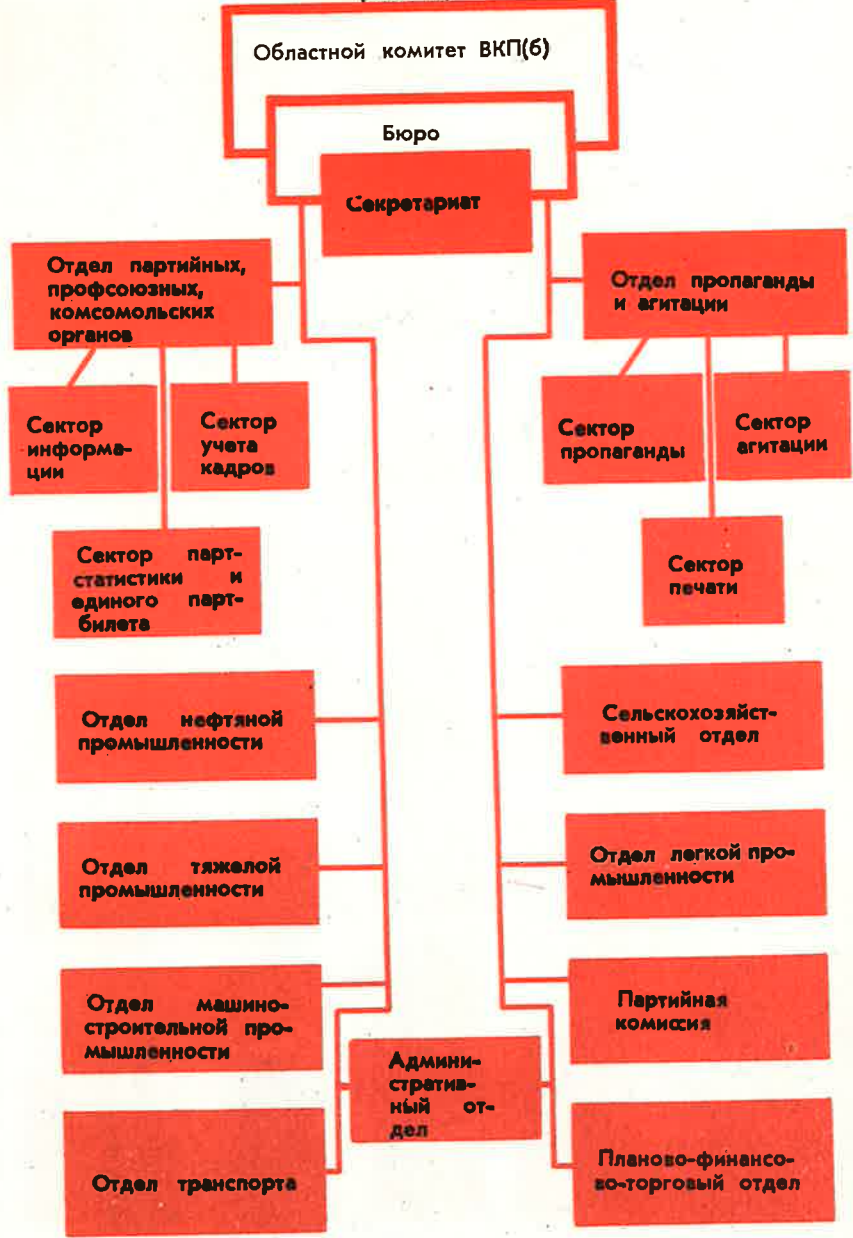 Областной комитет ВКП(б)
Бюро
Секретариат
Отдел партийных,
профсоюзных,
комсомольских
органов
Отдел пропаганды
и агитации
Сектор
информа-
ции
Сектор
учета
кадров
Сектор
пропаганды
Сектор
агитации
Сектор парт-
статистики и
единого парт-
билета
Сектор
печати
Отдел нефтяной
промышленности
Сельскохозяйст-
венный отдел
Отдел тяжелой
промышленности
Отдел легкой про-
мышленности
Отдел машино-
строительной про-
мышленности
Партийная
комиссия
Админи-
стратив-
ный от-
дел
Отдел транспорта
Планово-финансо-
во-торговый отдел